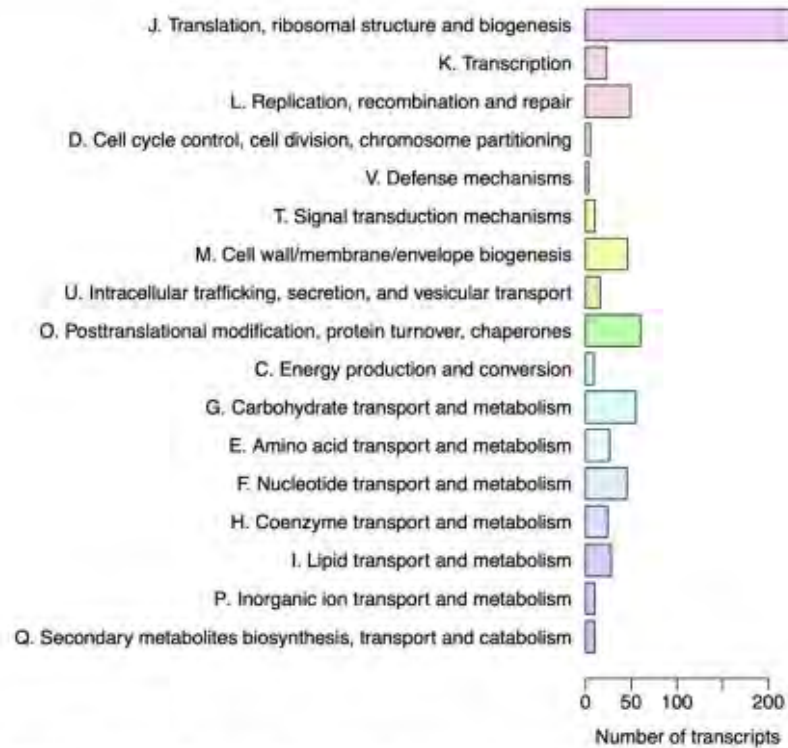 J. Translation, ribosomal structure and biogenesis
K. Transcription
L. Replication, recombination and repair
D. Cell cycle control, cell division, chromosome partitioning
V. Defense mechanisms
T. Signal transduction mechanisms
M. Cell wall/membrane/envelope biogenesis
U. Intracellular trafficking, secretion, and vesicular transport
O. Posttranslational modification, protein turnover, chaperones
C. Energy production and conversion
G. Carbohydrate transport and metabolism
E. Amino acid transport and metabolism
F. Nucleotide transport and metabolism
H. Coenzyme transport and metabolism
I. Lipid transport and metabolism
P. Inorganic ion transport and metabolism
Q. Secondary metabolites biosynthesis, transport and catabolism
0 50 100 200
Number of transcripts